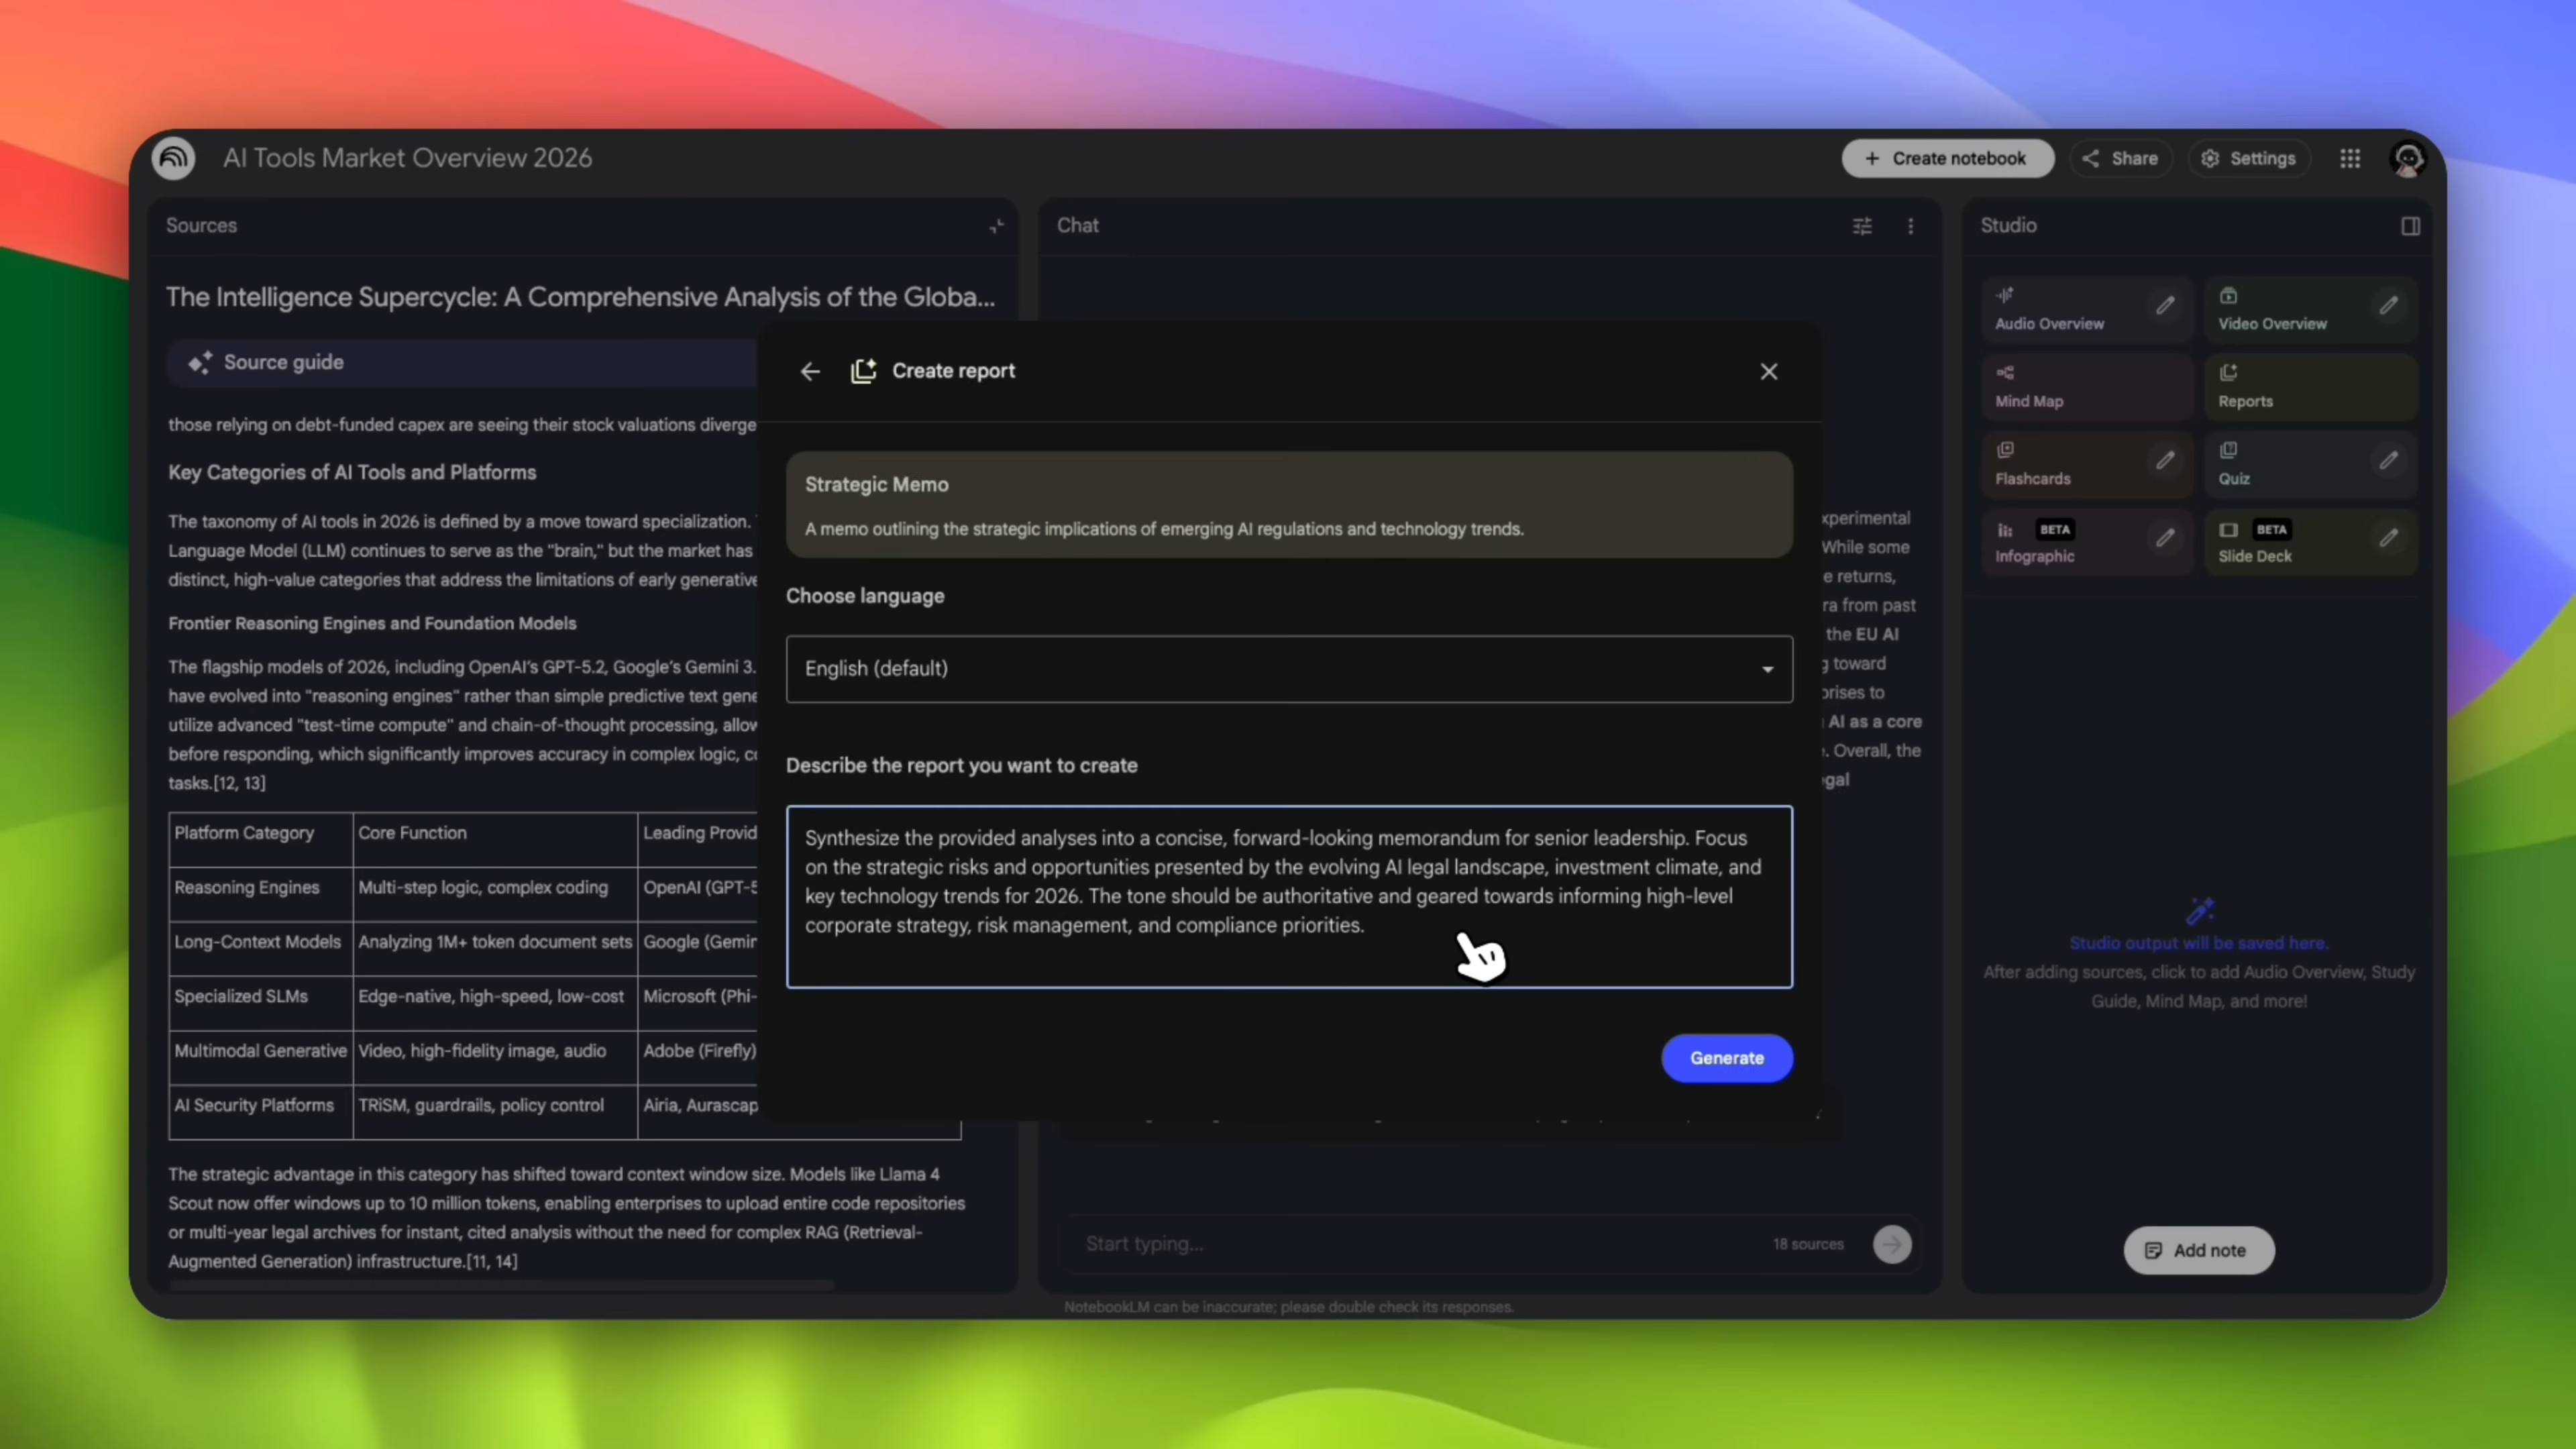 AI Tools Market Overview 2026
Create notebook
Share
Settings
Sources
The Intelligence Supercycle: A Comprehensive Analysis of the Globa...
Source guide
those relying on debt-funded capex are seeing their stock valuations diverge
Key Categories of AI Tools and Platforms
The taxonomy of AI tools in 2026 is defined by a move toward specialization.
Language Model (LLM) continues to serve as the "brain," but the market has
distinct, high-value categories that address the limitations of early generative
Frontier Reasoning Engines and Foundation Models
The flagship models of 2026, including OpenAI's GPT-5.2, Google's Gemini 3.
have evolved into "reasoning engines" rather than simple predictive text
utilize advanced "test-time compute" and chain-of-thought processing,
before responding, which significantly improves accuracy in complex logic,
tasks.[12, 13]
Platform Category Core Function Leading
Reasoning Engines Multi-step logic, complex coding OpenAI (GPT-5
Long-Context Models Analyzing 1M+ token document sets Google
Specialized SLMs Edge-native, high-speed, low-cost Microsoft (Phi-
Multimodal Generative Video, high-fidelity image, audio Adobe (Firefly)
AI Security Platforms TRiSM, guardrails, policy control Airia,
The strategic advantage in this category has shifted toward context window size. Models like Llama 4
Scout now offer windows up to 10 million tokens, enabling enterprises to upload entire code repositories
or multi-year legal archives for instant, cited analysis without the need for complex RAG (Retrieval-
Augmented Generation) infrastructure.[11, 14]
Chat
xperimental
While some
e returns,
ra from past
the EU AI
g toward
prises to
AI as a core
. Overall, the
egal
Create report
Strategic Memo
A memo outlining the strategic implications of emerging AI regulations and technology trends.
Choose language
English (default)
Describe the report you want to create
Synthesize the provided analyses into a concise, forward-looking memorandum for senior leadership. Focus
on the strategic risks and opportunities presented by the evolving AI legal landscape, investment climate, and
key technology trends for 2026. The tone should be authoritative and geared towards informing high-level
corporate strategy, risk management, and compliance priorities.
Generate
Start typing...
18 sources
NotebookLM can be inaccurate; please double check its responses.
Studio
Audio Overview
Video Overview
Mind Map
Reports
Flashcards
Quiz
BETA
Infographic
BETA
Slide Deck
Studio output will be saved here.
After adding sources, click to add Audio Overview, Study
Guide, Mind Map, and more!
Add note